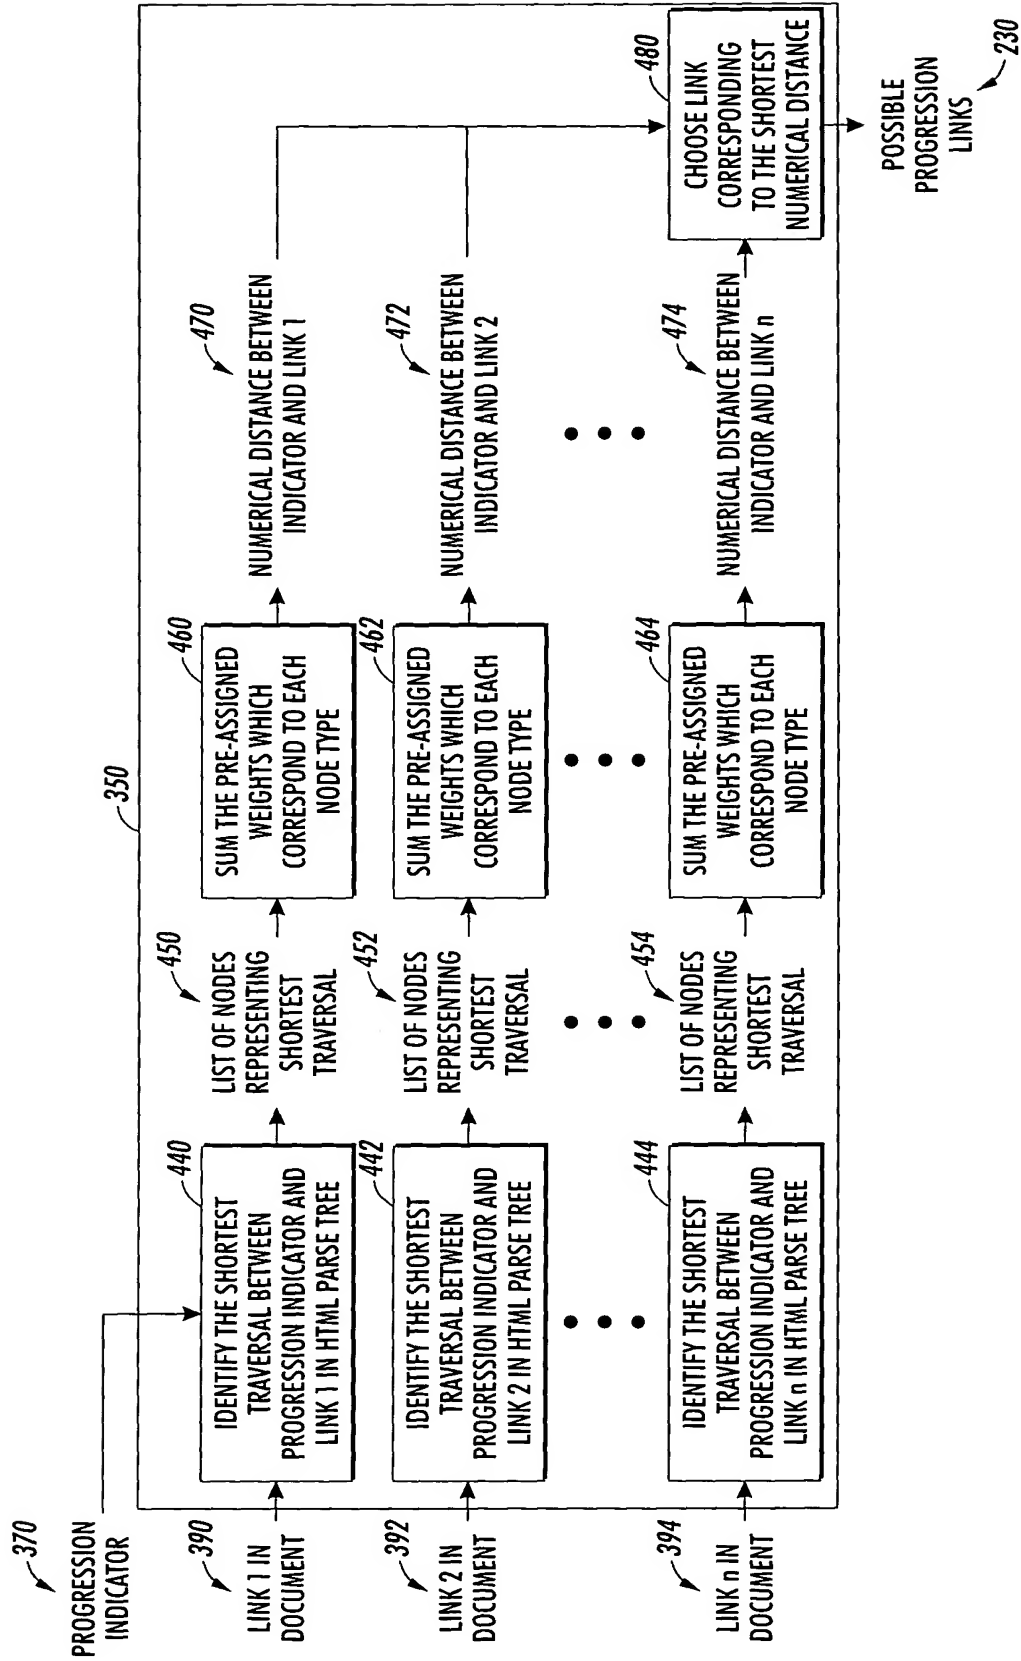 350
370
PROGRESSION
INDICATOR
390
LINK 1 IN
DOCUMENT
440
IDENTIFY THE SHORTEST
TRAVERSAL BETWEEN
PROGRESSION INDICATOR AND
LINK 1 IN HTML PARSE TREE
450
LIST OF NODES
REPRESENTING
SHORTEST
TRAVERSAL
460
SUM THE PRE-ASSIGNED
WEIGHTS WHICH
CORRESPOND TO EACH
NODE TYPE
470
NUMERICAL DISTANCE BETWEEN
INDICATOR AND LINK 1
392
LINK 2 IN
DOCUMENT
442
IDENTIFY THE SHORTEST
TRAVERSAL BETWEEN
PROGRESSION INDICATOR AND
LINK 2 IN HTML PARSE TREE
452
LIST OF NODES
REPRESENTING
SHORTEST
TRAVERSAL
462
SUM THE PRE-ASSIGNED
WEIGHTS WHICH
CORRESPOND TO EACH
NODE TYPE
472
NUMERICAL DISTANCE BETWEEN
INDICATOR AND LINK 2
394
LINK n IN
DOCUMENT
444
IDENTIFY THE SHORTEST
TRAVERSAL BETWEEN
PROGRESSION INDICATOR AND
LINK n IN HTML PARSE TREE
454
LIST OF NODES
REPRESENTING
SHORTEST
TRAVERSAL
464
SUM THE PRE-ASSIGNED
WEIGHTS WHICH
CORRESPOND TO EACH
NODE TYPE
474
NUMERICAL DISTANCE BETWEEN
INDICATOR AND LINK n
480
CHOOSE LINK
CORRESPONDING
TO THE SHORTEST
NUMERICAL DISTANCE
POSSIBLE
PROGRESSION
LINKS
230